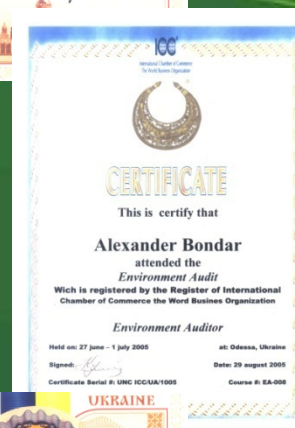 ICC
International Chamber of Commerce
The World Business Organization
CERTIFICATE
This is certify that
Alexander Bondar
attended the
Environment Audit
Wich is registered by the Register of International
Chamber of Commerce the Word Busines Organization
Environment Auditor
Held on: 27 june – 1 july 2005
at: Odessa, Ukraine
Signed:
Date: 29 august 2005
Certificate Serial #: UNC ICC/UA/1005
Course #: EA-008
UKRAINE